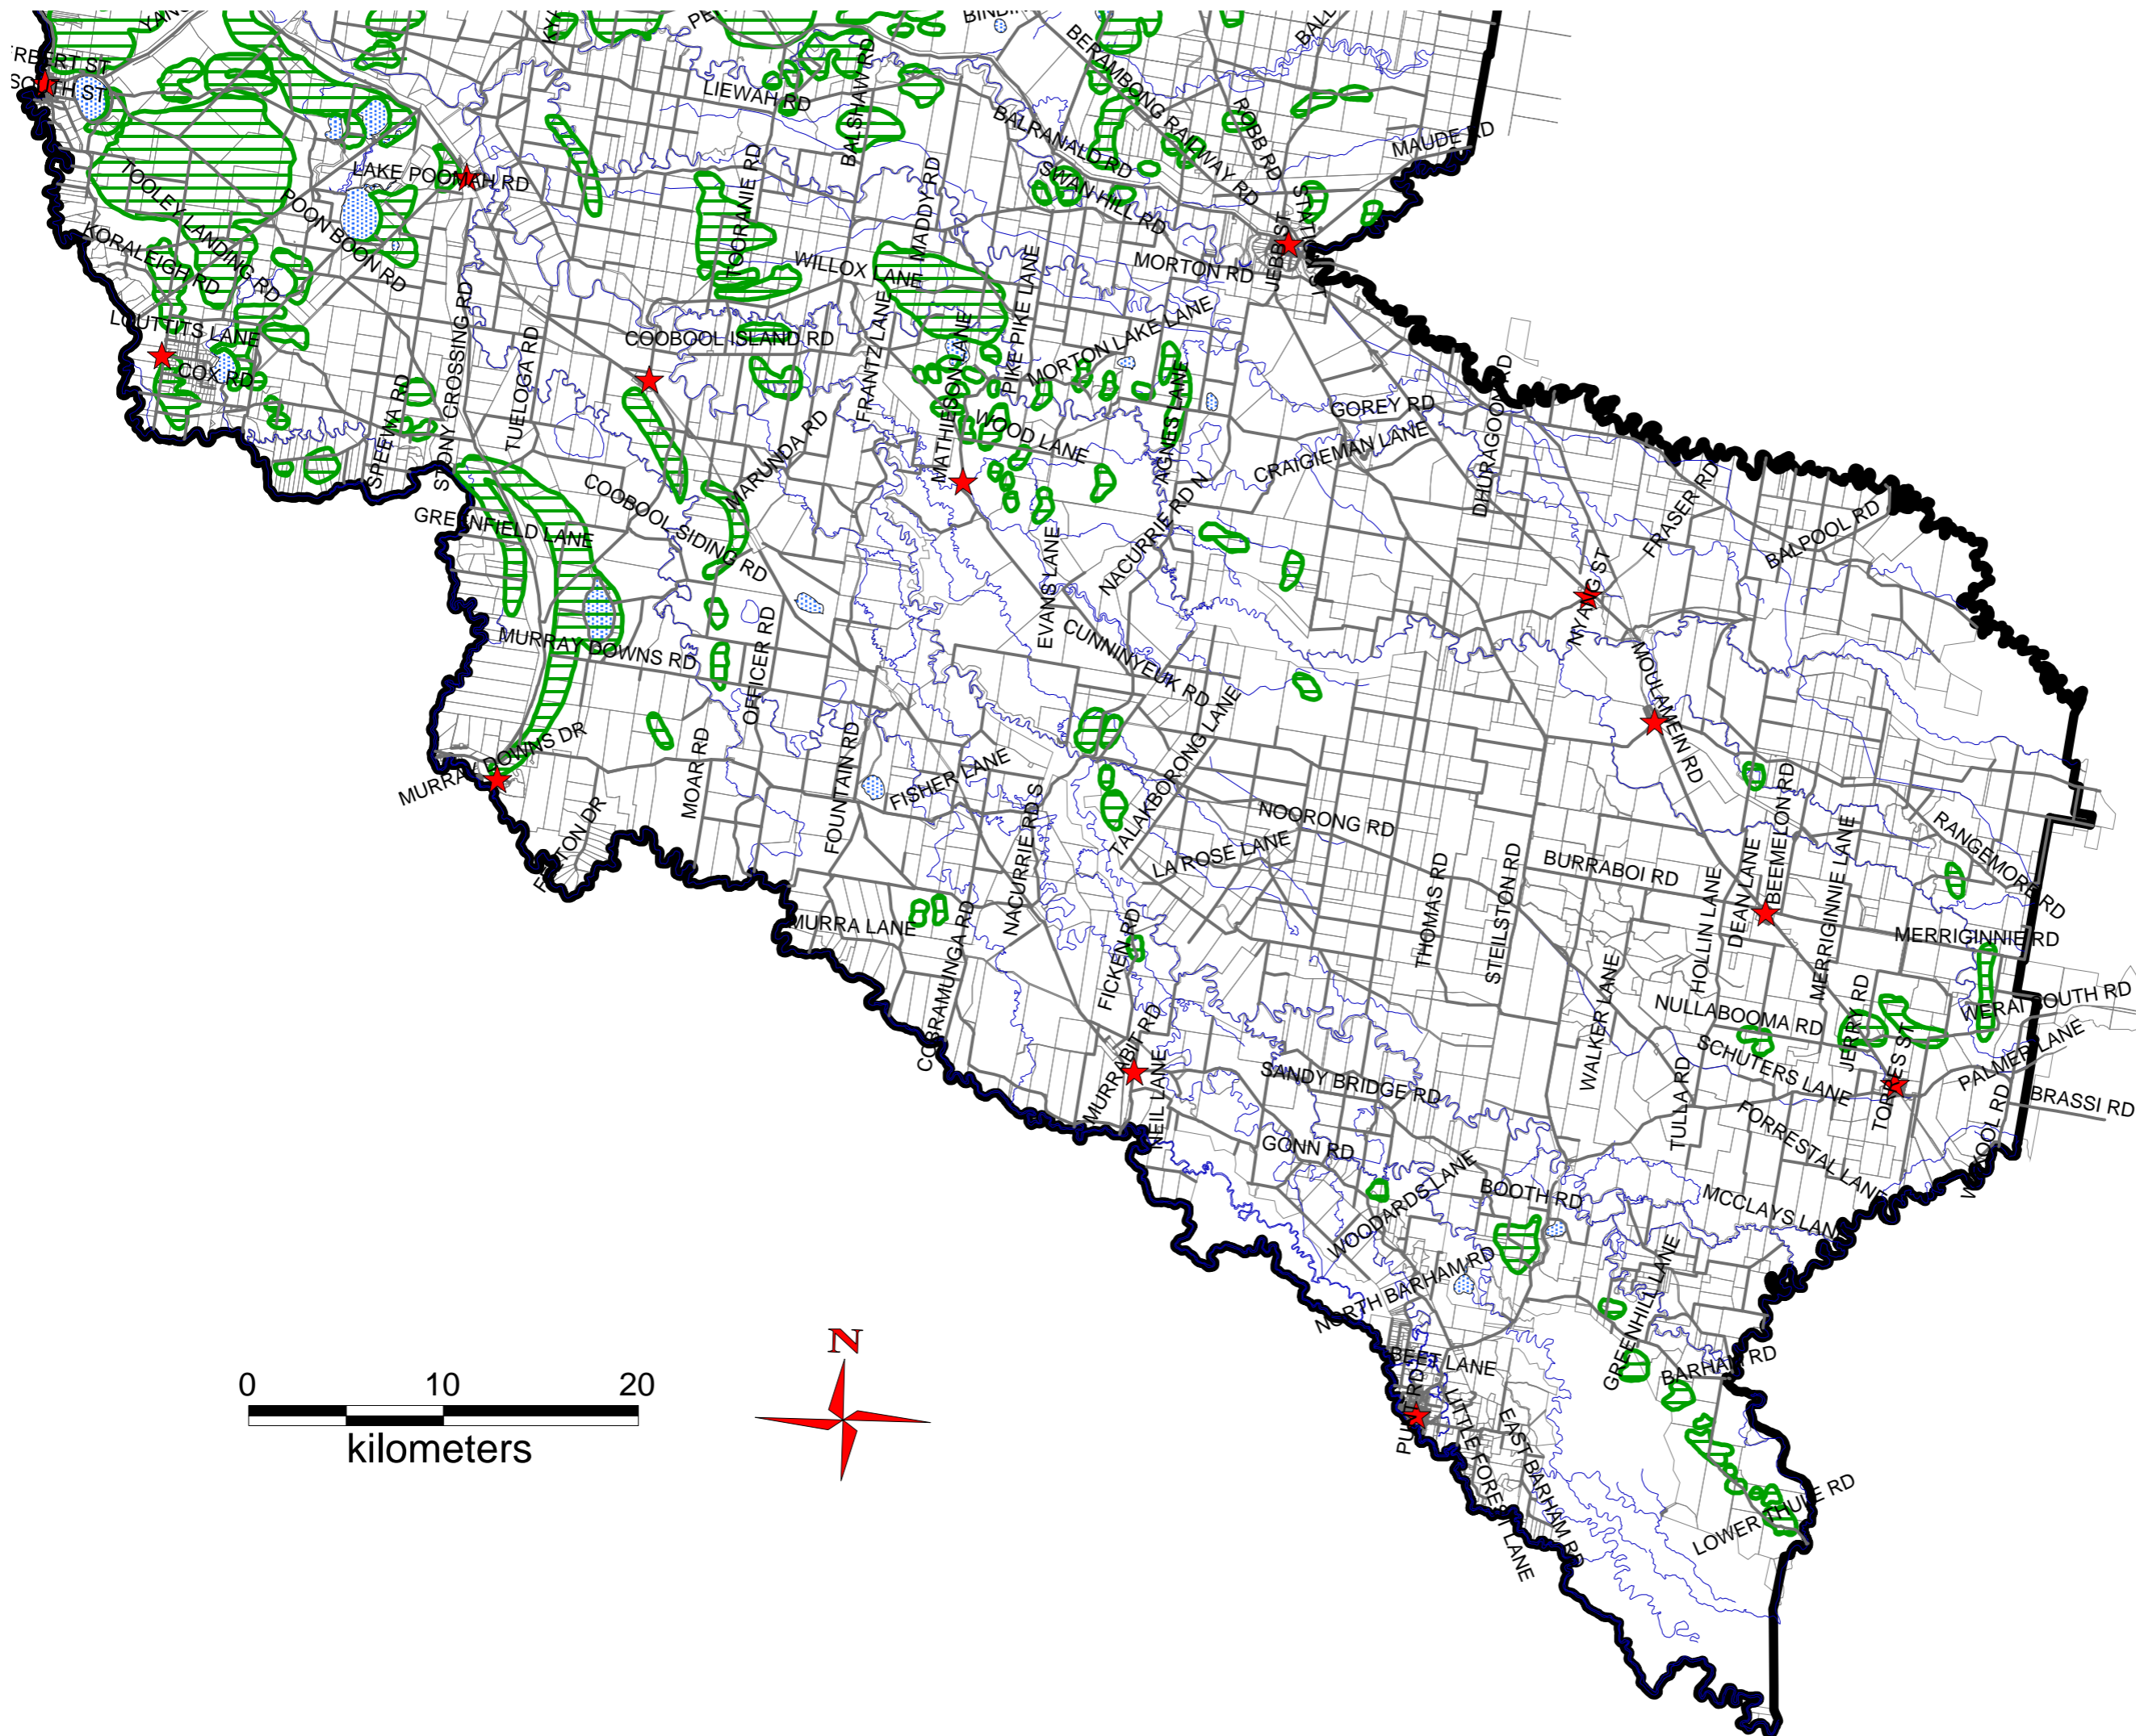 LIEWAH RD
BALSHAW RD
BERAMBONG RAILWAY RD
ROBB RD
MAUDE RD
BALRANALD RD
SWAN HILL RD
LAKE POOMAH RD
TOOLEY LANDING RD
POON BOON RD
KORALEIGH RD
TOORANIE RD
MADDY RD
WILLOX LANE
PIKE PIKE LANE
MORTON RD
JEBB ST
STATION ST
LOUTTITS LANE
COX RD
STONY CROSSING RD
TUELOGA RD
SPEEWA RD
COOBOOL ISLAND RD
FRANTZ LANE
MATHIESON LANE
MORTON LAKE LANE
WOOD LANE
AGNES LANE
GOREY RD
CRAIGIEMAN LANE
DHURAGOON RD
MARUNDA RD
COOBOOL SIDING RD
GREENFIELD LANE
FRASER RD
BALPOOL RD
NYANG ST
EVANS LANE
NACURRIE RD N
CUNNINYEUK RD
MURRAY DOWNS RD
OFFICER RD
MOULAMEIN RD
MURRAY DOWNS DR
MOAR RD
FOUNTAIN RD
FISHER LANE
NACURRIE RD S
TALAKBORONG LANE
NOORONG RD
LA ROSE LANE
BEEMELON RD
DEAN LANE
MERRIGINNIE LANE
RANGEMORE RD
BURRABOI RD
HOLLIN LANE
THOMAS RD
STEILSTON RD
MURRA LANE
COBRAMUNGA RD
FICKEN RD
MERRIGINNIE RD
WALKER LANE
NULLABOOMA RD
JERRY RD
WERAI SOUTH RD
PALMER LANE
BRASSI RD
SCHUTERS LANE
MURRABIT RD
NEIL LANE
SANDY BRIDGE RD
TULLA RD
FORRESTAL LANE
GONN RD
WOODARDS LANE
BOOTH RD
MCCLAYS LANE
NORTH BARHAM RD
GREENHILL LANE
BEET LANE
BARHAM RD
LITTLE FOREST LANE
EAST BARHAM RD
LOWER THULE RD
N
0 10 20
kilometers